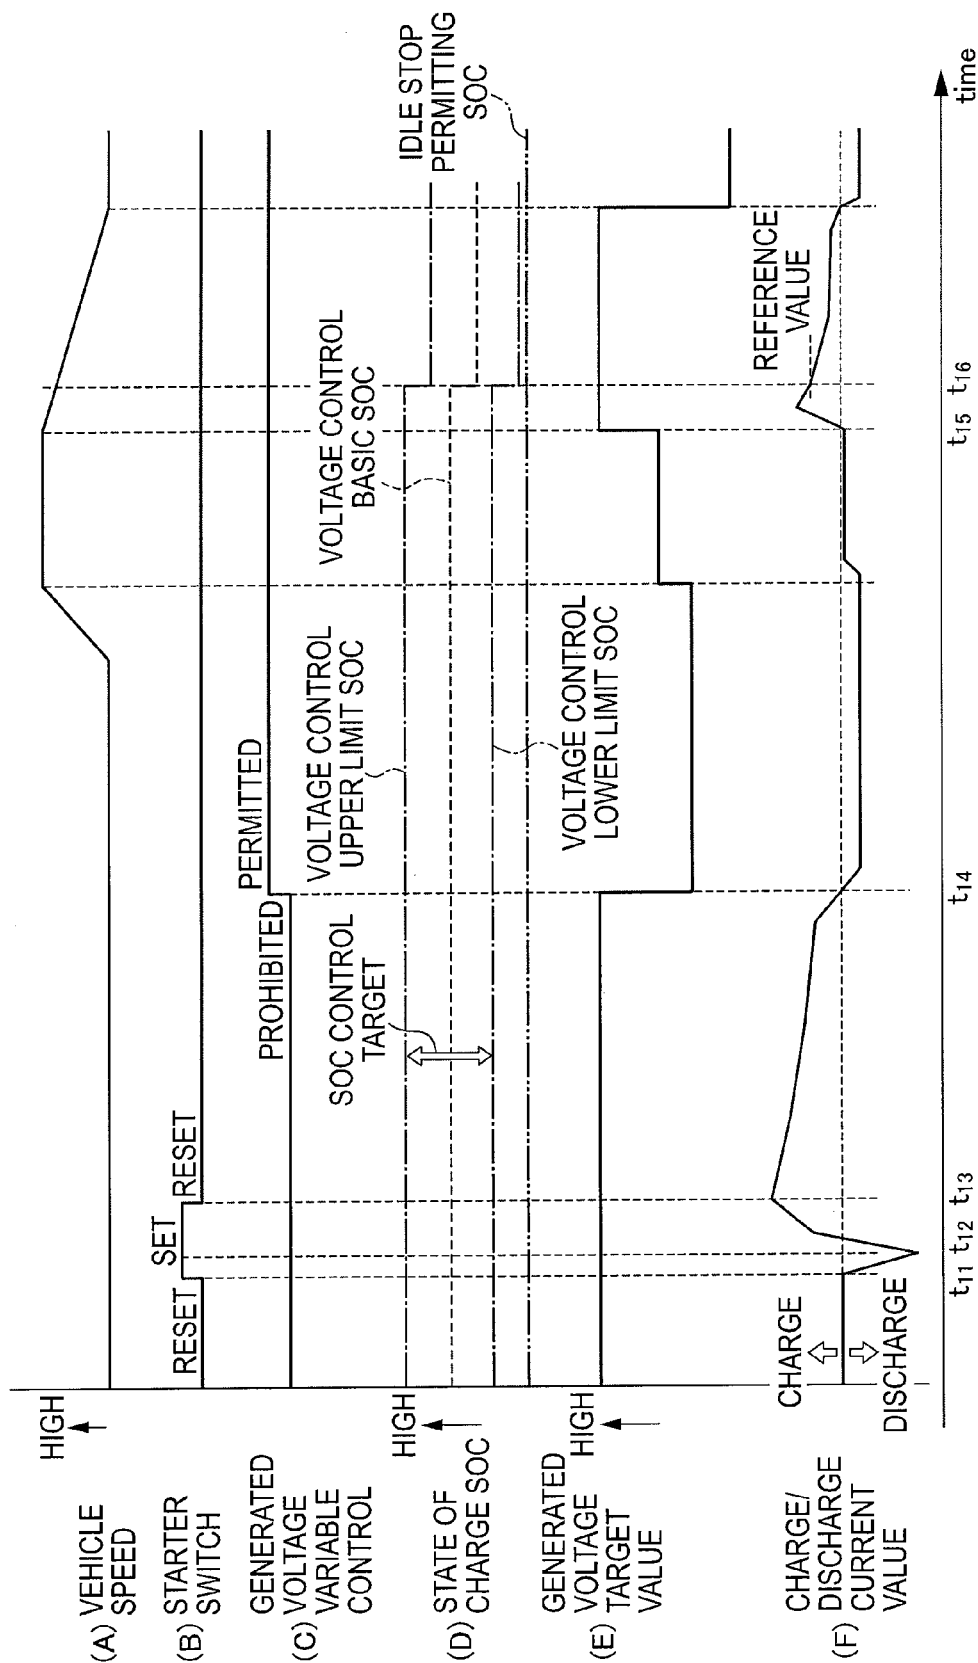 (A) VEHICLE
SPEED
HIGH
(B) STARTER
SWITCH
RESET
SET
RESET
GENERATED
(C) VOLTAGE
VARIABLE
CONTROL
PROHIBITED
PERMITTED
(D) STATE OF
CHARGE SOC
HIGH
SOC CONTROL
TARGET
VOLTAGE CONTROL
UPPER LIMIT SOC
VOLTAGE CONTROL
BASIC SOC
VOLTAGE CONTROL
LOWER LIMIT SOC
IDLE STOP
PERMITTING
SOC
GENERATED
VOLTAGE
(E) TARGET
VALUE
HIGH
CHARGE/
DISCHARGE
(F) CURRENT
VALUE
CHARGE
DISCHARGE
REFERENCE
VALUE
t11 t12 t13 t14 t15 t16 time